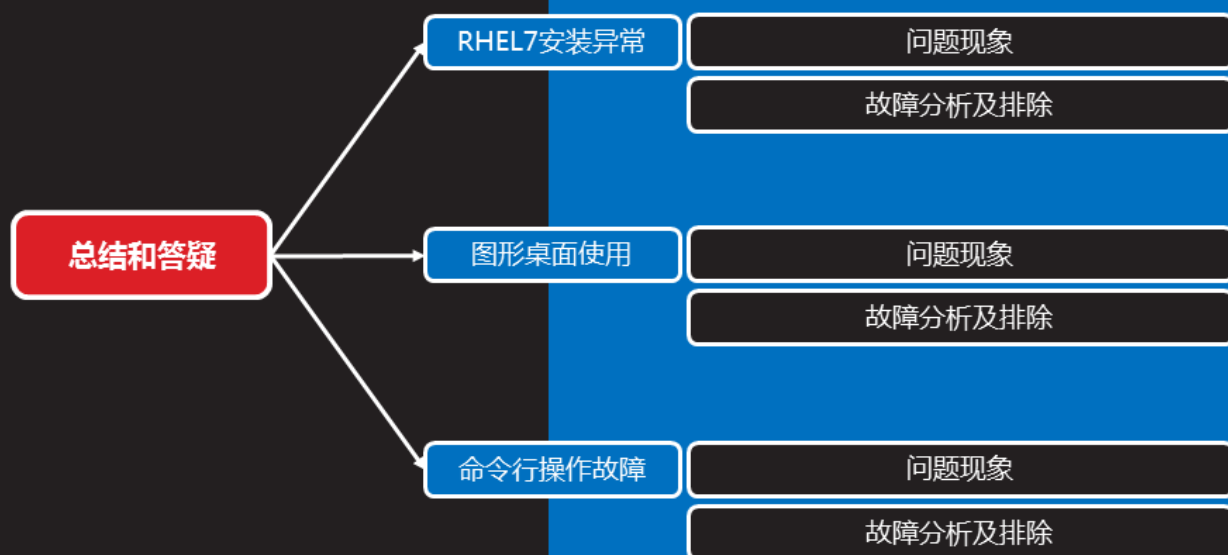 RHEL7安装异常
问题现象
故障分析及排除
总结和答疑
图形桌面使用
问题现象
故障分析及排除
命令行操作故障
问题现象
故障分析及排除